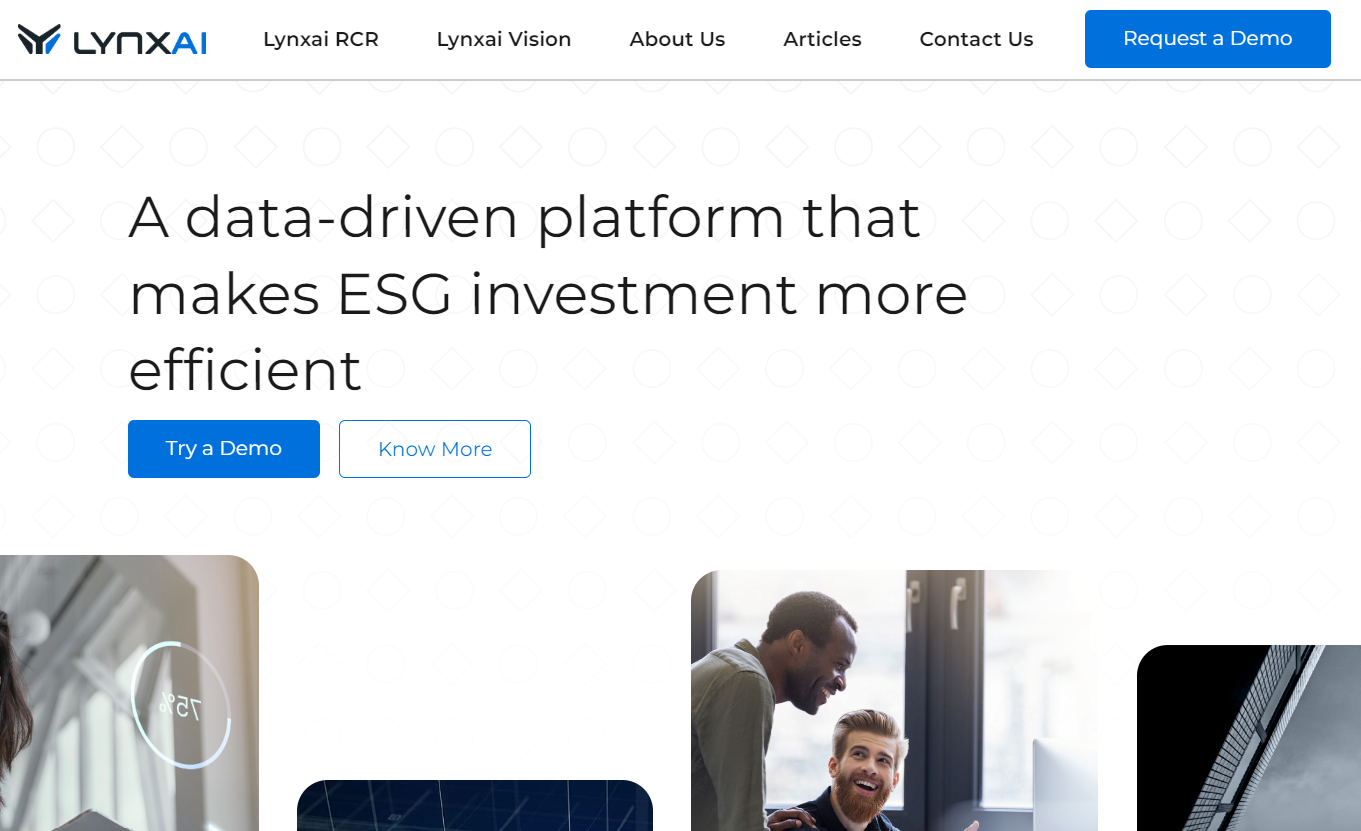 LYNXAI
Lynxai RCR
Lynxai Vision
About Us
Articles
Contact Us
Request a Demo
A data-driven platform that
makes ESG investment more
efficient
Try a Demo
Know More
75%